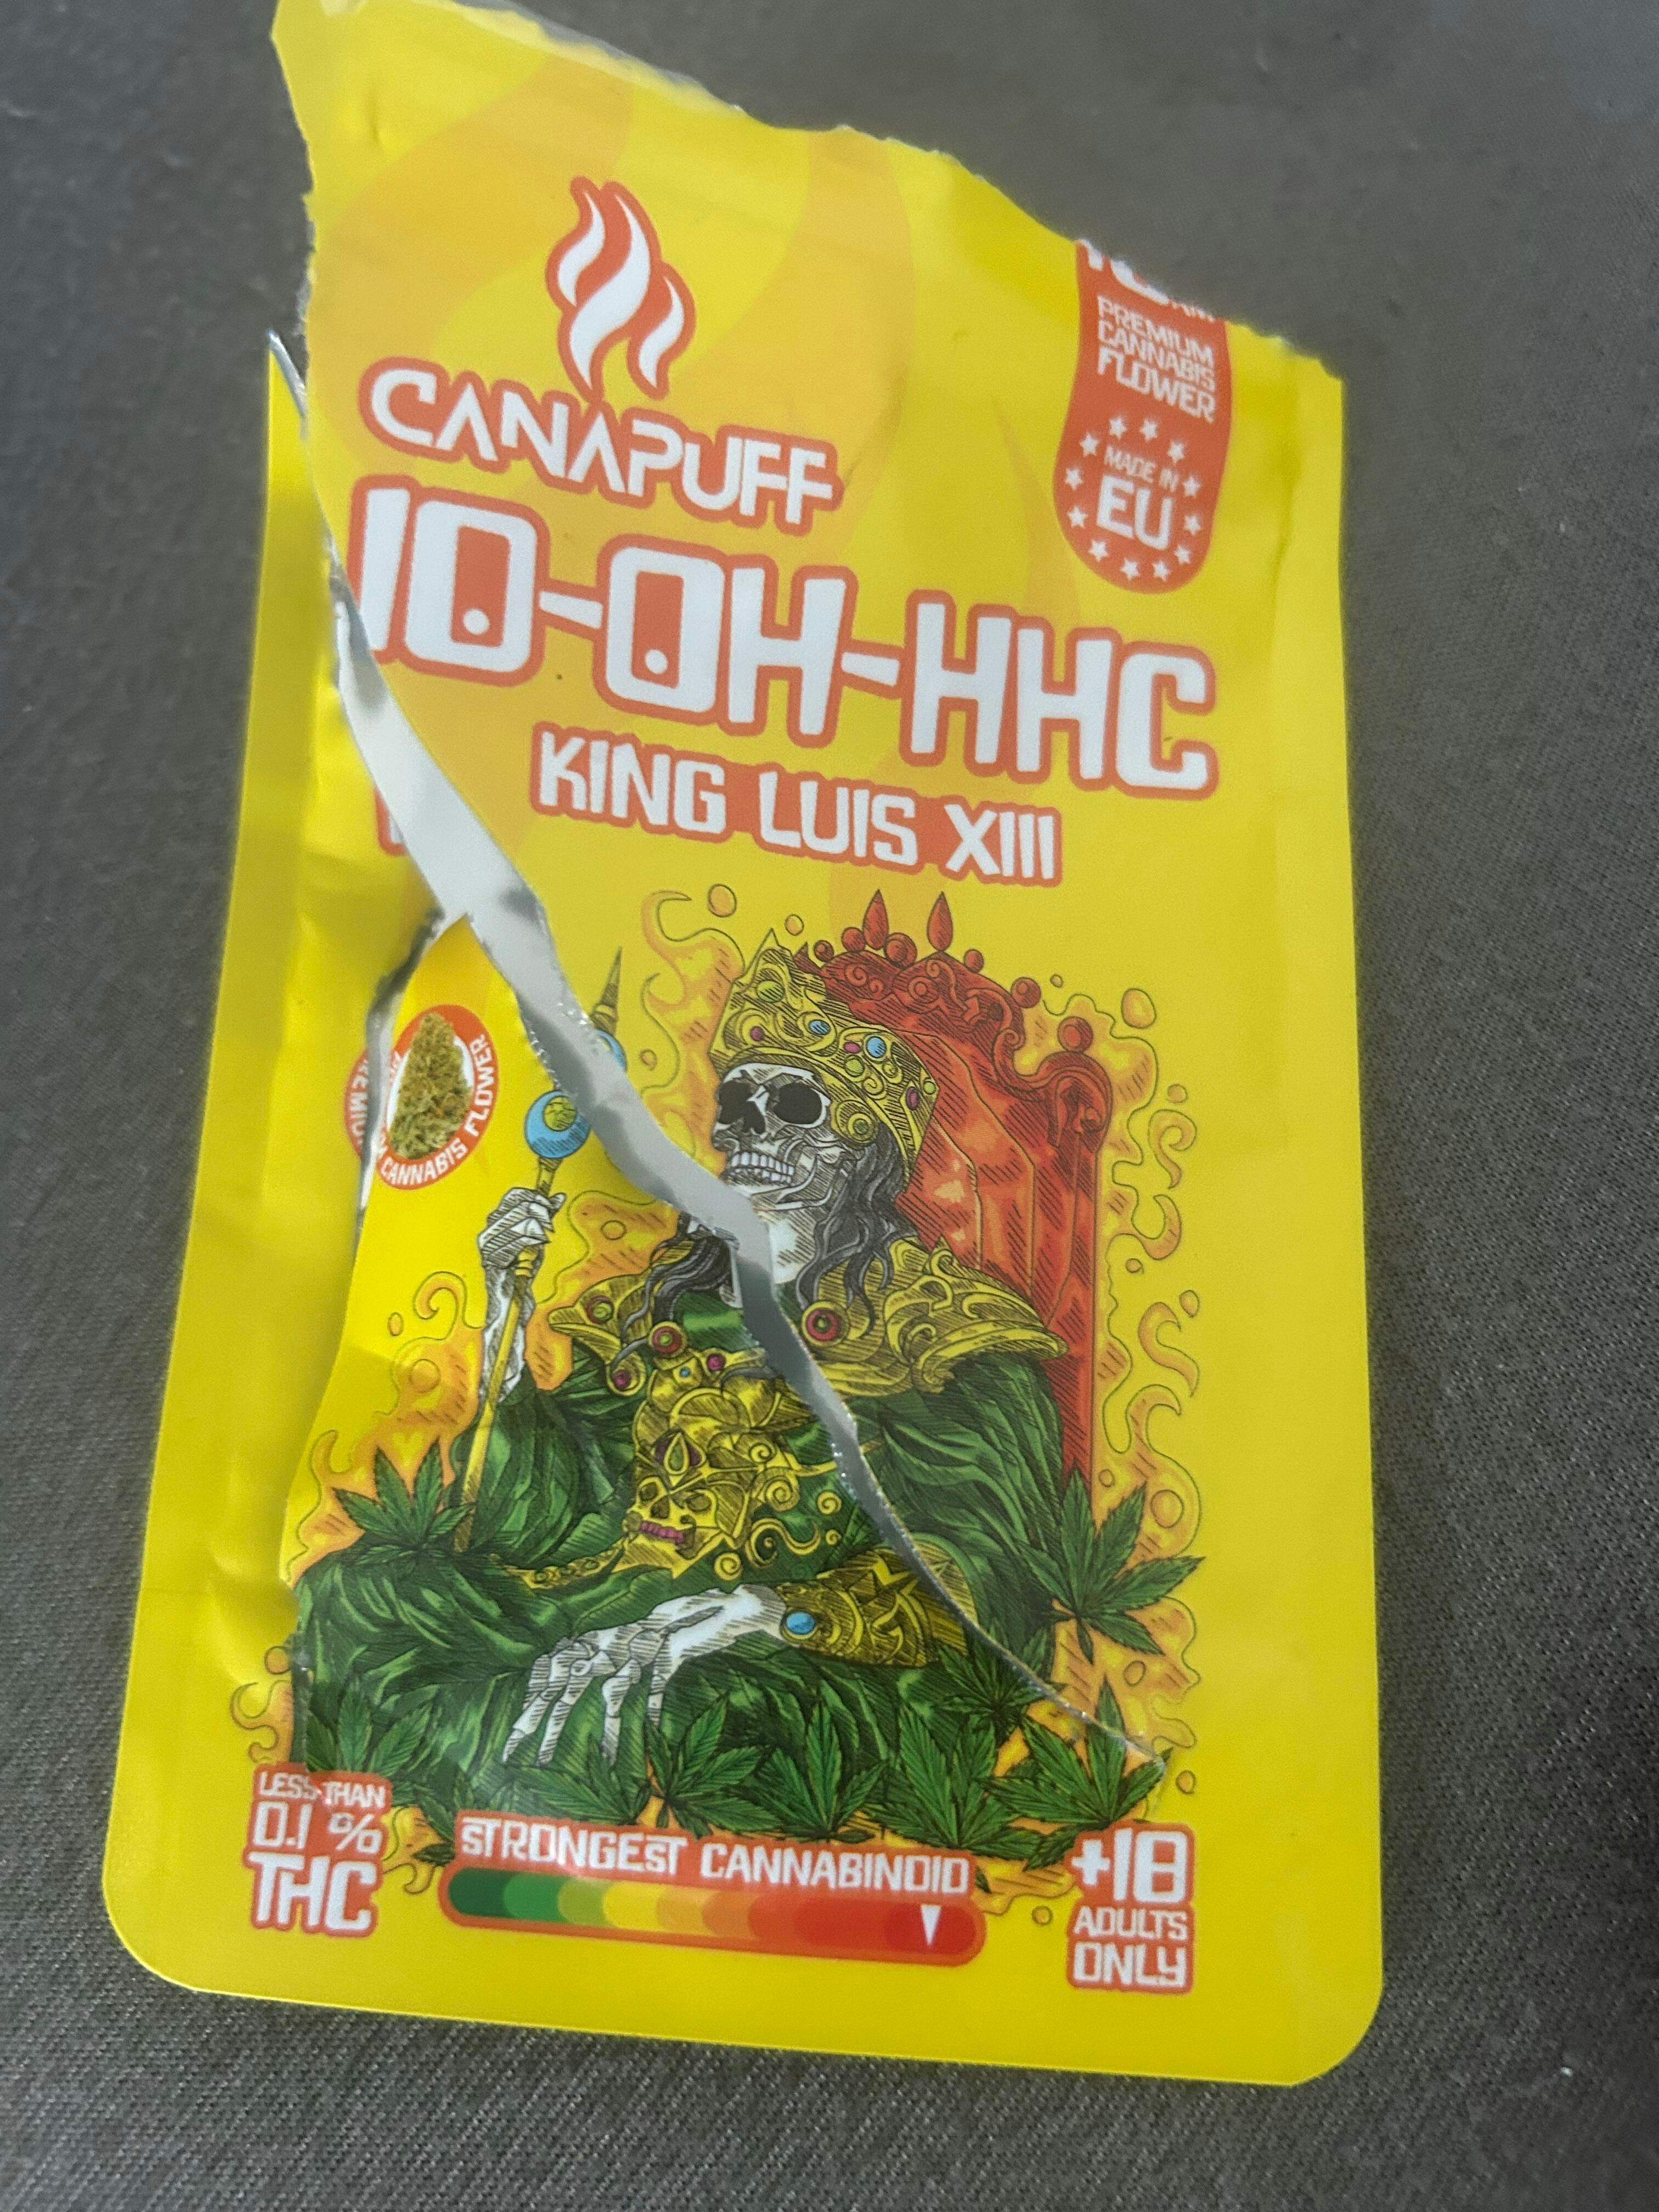 CANAPUFF
PREMIUM
CANNABIS
FLOWER
MADE IN
EU
10-OH-HHC
KING LUIS XIII
CANNABIS FLOWER
LESS THAN
0.1 %
THC
STRONGEST CANNABINOID
+18
ADULTS
ONLY